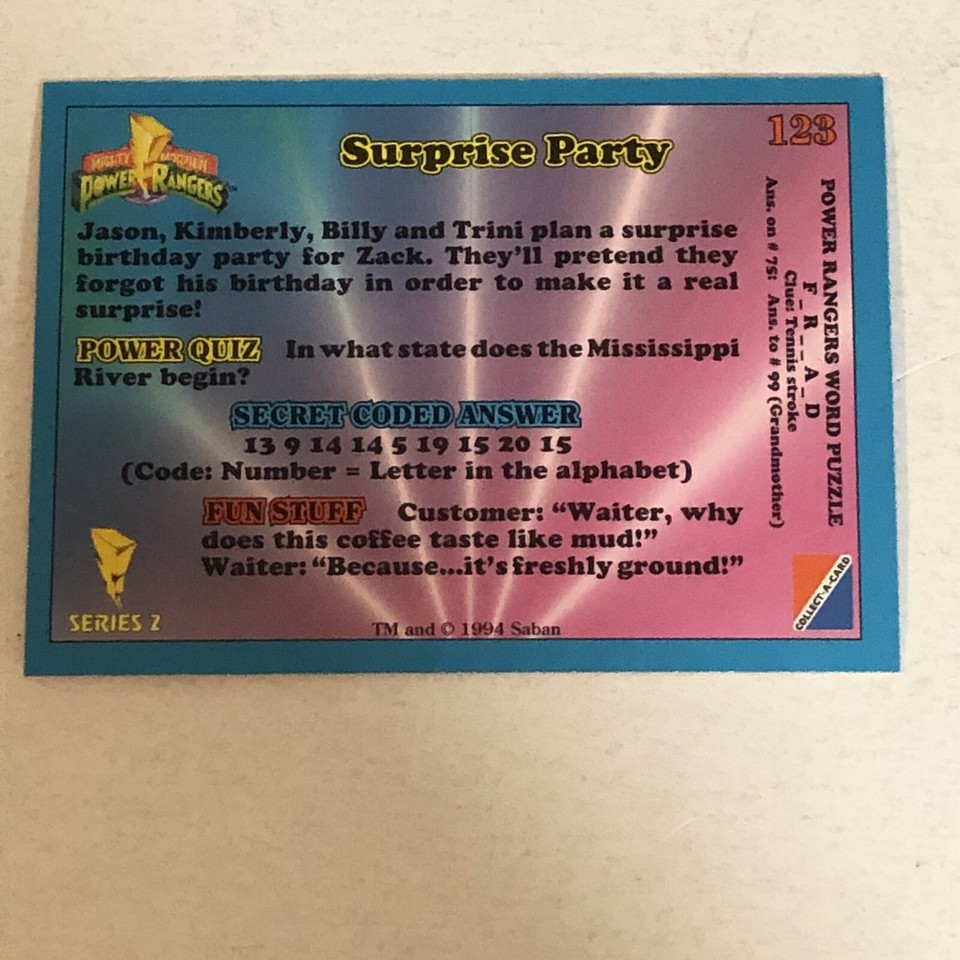 MIGHTY MORPHIN
POWER RANGERS™
Surprise Party
123
Jason, Kimberly, Billy and Trini plan a surprise
birthday party for Zack. They'll pretend they
forgot his birthday in order to make it a real
surprise!
POWER QUIZ In what state does the Mississippi
River begin?
SECRET CODED ANSWER
13 9 14 14 5 19 15 20 15
(Code: Number = Letter in the alphabet)
FUN STUFF Customer: "Waiter, why
does this coffee taste like mud!"
Waiter: "Because...it's freshly ground!"
SERIES 2
TM and © 1994 Saban
POWER RANGERS WORD PUZZLE
F _ R _ _ A _ D
Clue: Tennis stroke
Ans. on # 75: Ans. to # 99 (Grandmother)
COLLECT-A-CARD